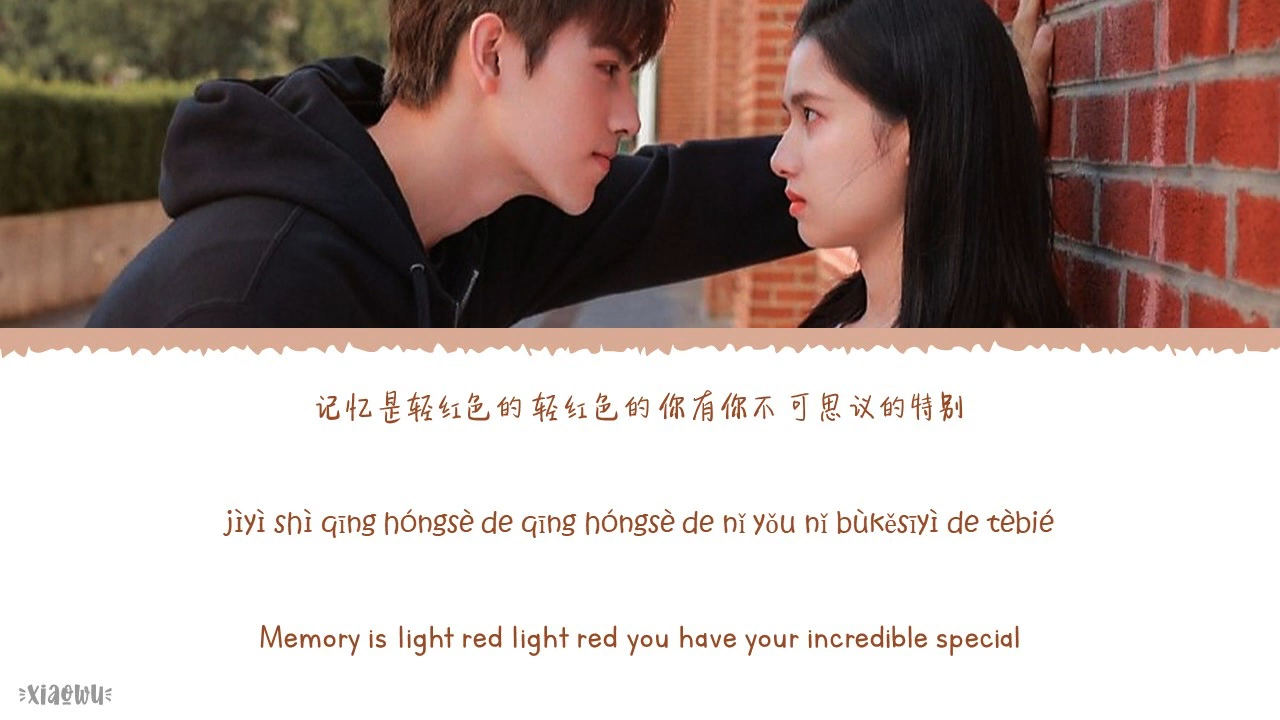 记忆是轻红色的 轻红色的 你有你不可思议的特别
jìyì shì qīng hóngsè de qīng hóngsè de nǐ yǒu nǐ bùkěsīyì de tèbié
Memory is light red light red you have your incredible special
xiaowu